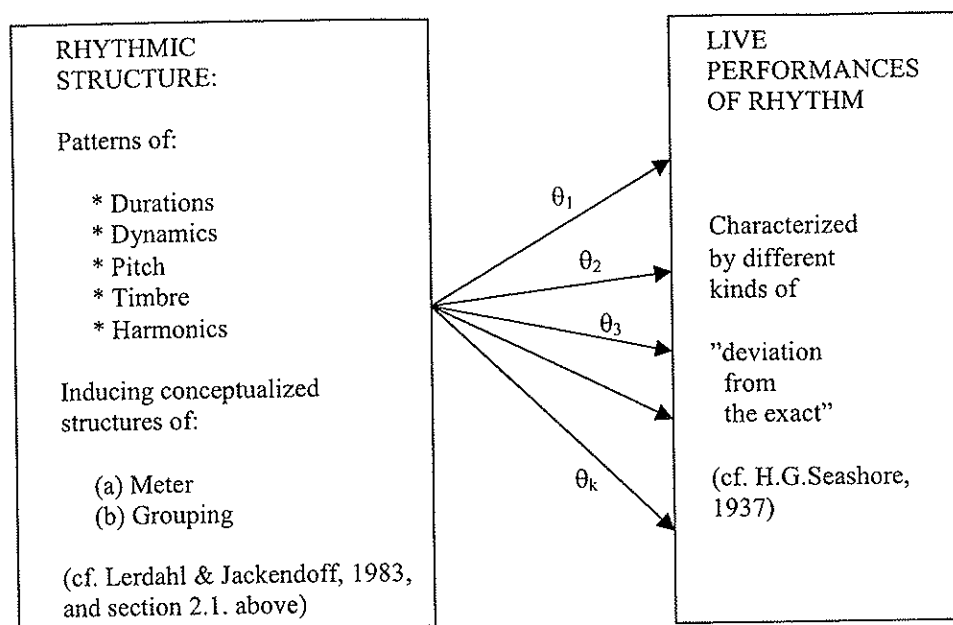 RHYTHMIC
STRUCTURE:
Patterns of:
* Durations
* Dynamics
* Pitch
* Timbre
* Harmonics
Inducing conceptualized
structures of:
(a) Meter
(b) Grouping
(cf. Lerdahl & Jackendoff, 1983,
and section 2.1. above)
θ1
θ2
θ3
θk
LIVE
PERFORMANCES
OF RHYTHM
Characterized
by different
kinds of
”deviation
from
the exact”
(cf. H.G.Seashore,
1937)